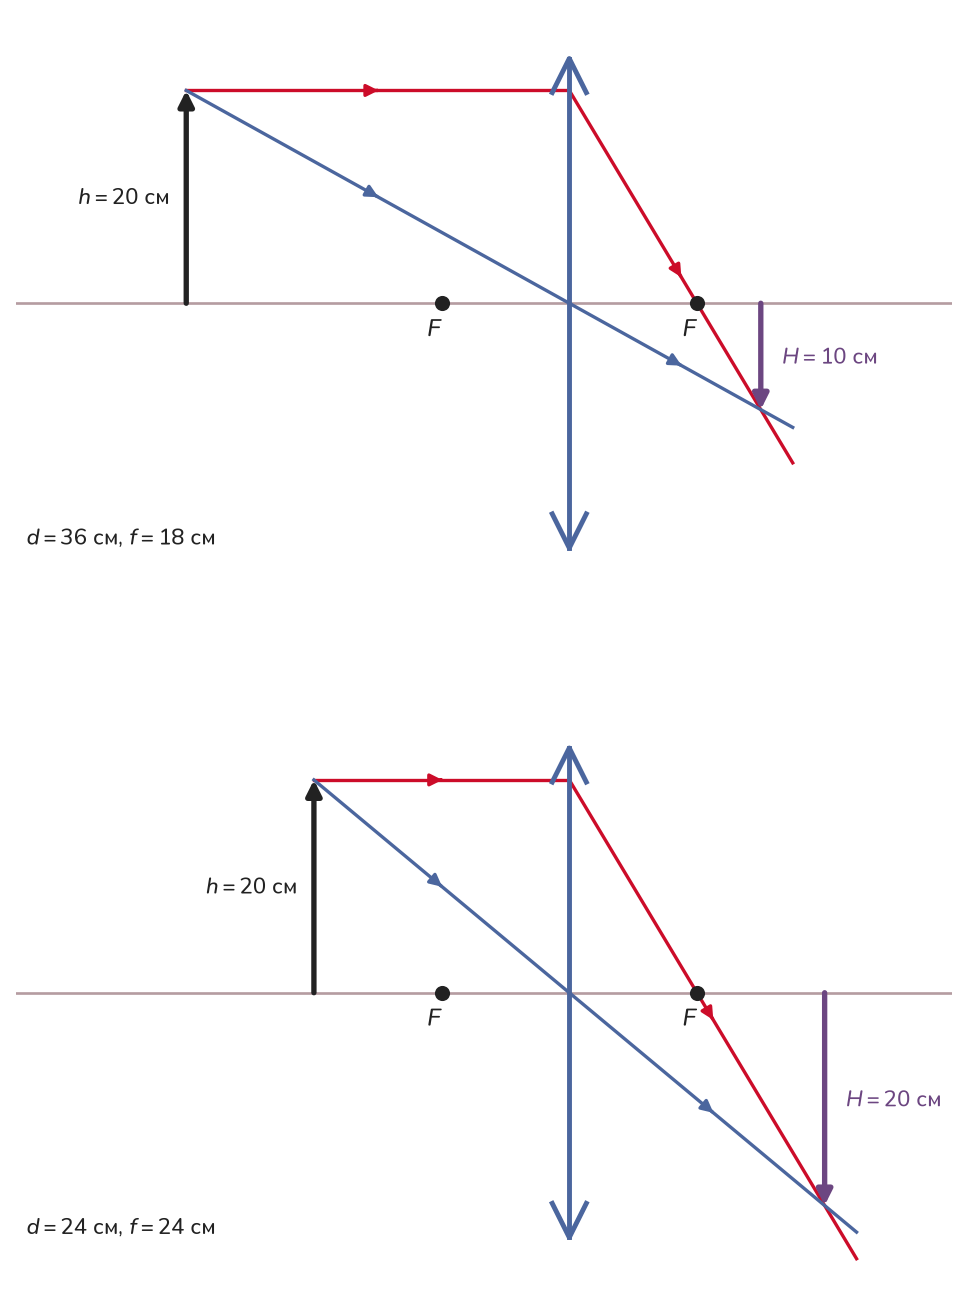 h = 20 см
F
F
H = 10 см
d = 36 см, f = 18 см
h = 20 см
F
F
H = 20 см
d = 24 см, f = 24 см